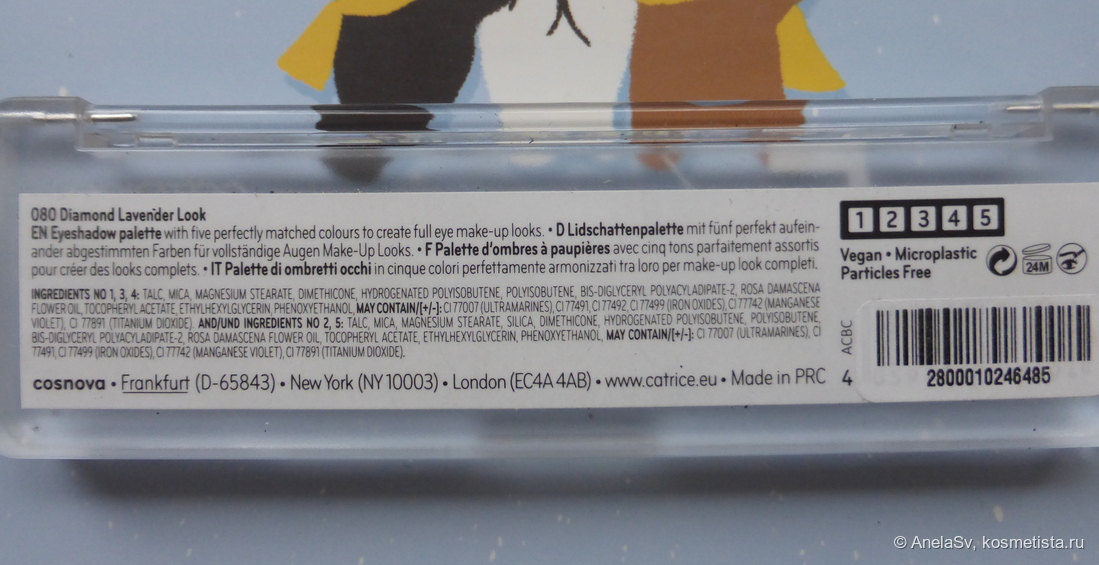 080 Diamond Lavender Look
EN Eyeshadow palette with five perfectly matched colours to create full eye make-up looks. • D Lidschattenpalette mit fünf perfekt aufein-
ander abgestimmten Farben für vollständige Augen Make-Up Looks. • F Palette d'ombres à paupières avec cinq tons parfaitement assortis
pour créer des looks complets. • IT Palette di ombretti occhi in cinque colori perfettamente armonizzati tra loro per make-up look completi.
INGREDIENTS NO 1, 3, 4: TALC, MICA, MAGNESIUM STEARATE, DIMETHICONE, HYDROGENATED POLYISOBUTENE, POLYISOBUTENE, BIS-DIGLYCERYL POLYACYLADIPATE-2, ROSA DAMASCENA
FLOWER OIL, TOCOPHERYL ACETATE, ETHYLHEXYLGLYCERIN, PHENOXYETHANOL, MAY CONTAIN/[+/-]: CI 77007 (ULTRAMARINES), CI 77491, CI 77492, CI 77499 (IRON OXIDES), CI 77742 (MANGANESE
VIOLET), CI 77891 (TITANIUM DIOXIDE). AND/UND INGREDIENTS NO 2, 5: TALC, MICA, MAGNESIUM STEARATE, SILICA, DIMETHICONE, HYDROGENATED POLYISOBUTENE, POLYISOBUTENE,
BIS-DIGLYCERYL POLYACYLADIPATE-2, ROSA DAMASCENA FLOWER OIL, TOCOPHERYL ACETATE, ETHYLHEXYLGLYCERIN, PHENOXYETHANOL, MAY CONTAIN/[+/-]: CI 77007 (ULTRAMARINES), CI
77491, CI 77499 (IRON OXIDES), CI 77742 (MANGANESE VIOLET), CI 77891 (TITANIUM DIOXIDE).
cosnova • Frankfurt (D-65843) • New York (NY 10003) • London (EC4A 4AB) • www.catrice.eu • Made in PRC
1 2 3 4 5
Vegan • Microplastic
Particles Free
24M
ACBC
4
2800010246485
© AnelaSv, kosmetista.ru